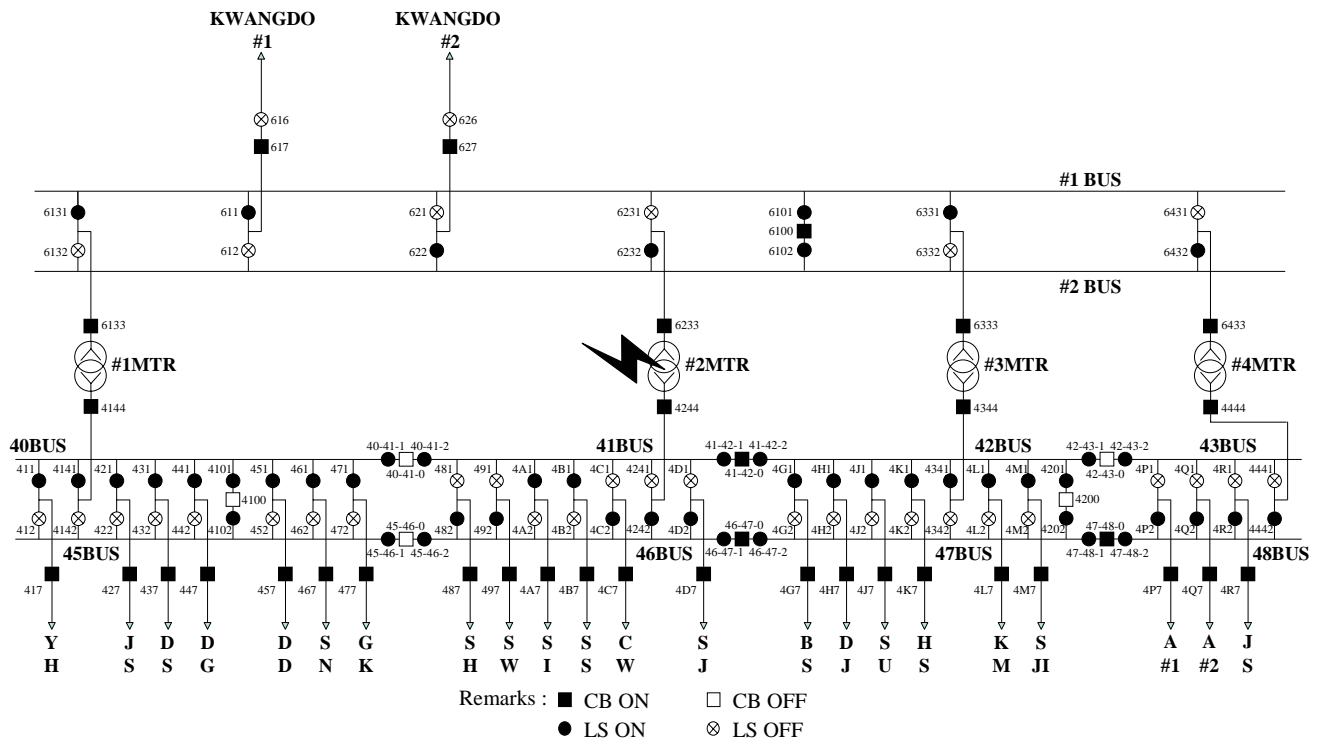 KWANGDO KWANGDO
#1 #2
616 626
617 627
#1 BUS
6131 611 621 6231 6101 6331 6431
6100
6132 612 622 6232 6102 6332 6432
#2 BUS
6133 6233 6333 6433
#1MTR #2MTR #3MTR #4MTR
4144 4244 4344 4444
40BUS 40-41-1 40-41-2 41BUS 41-42-1 41-42-2 42BUS 42-43-1 42-43-2 43BUS
40-41-0 41-42-0 42-43-0
411 4141 421 431 441 4101 451 461 471 481 491 4A1 4B1 4C1 4241 4D1 4G1 4H1 4J1 4K1 4341 4L1 4M1 4201 4P1 4Q1 4R1 4441
4100 4200
412 4142 422 432 442 4102 452 462 472 45-46-0 482 492 4A2 4B2 4C2 4242 4D2 46-47-0 4G2 4H2 4J2 4K2 4342 4L2 4M2 4202 47-48-0 4P2 4Q2 4R2 4442
45BUS 45-46-1 45-46-2 46BUS 46-47-1 46-47-2 47BUS 47-48-1 47-48-2 48BUS
417 427 437 447 457 467 477 487 497 4A7 4B7 4C7 4D7 4G7 4H7 4J7 4K7 4L7 4M7 4P7 4Q7 4R7
Y J D D D S G S S S S C S B D S H K S A A J
H S S G D N K H W I S W J S J U S M JI #1 #2 S
Remarks : CB ON CB OFF
LS ON LS OFF